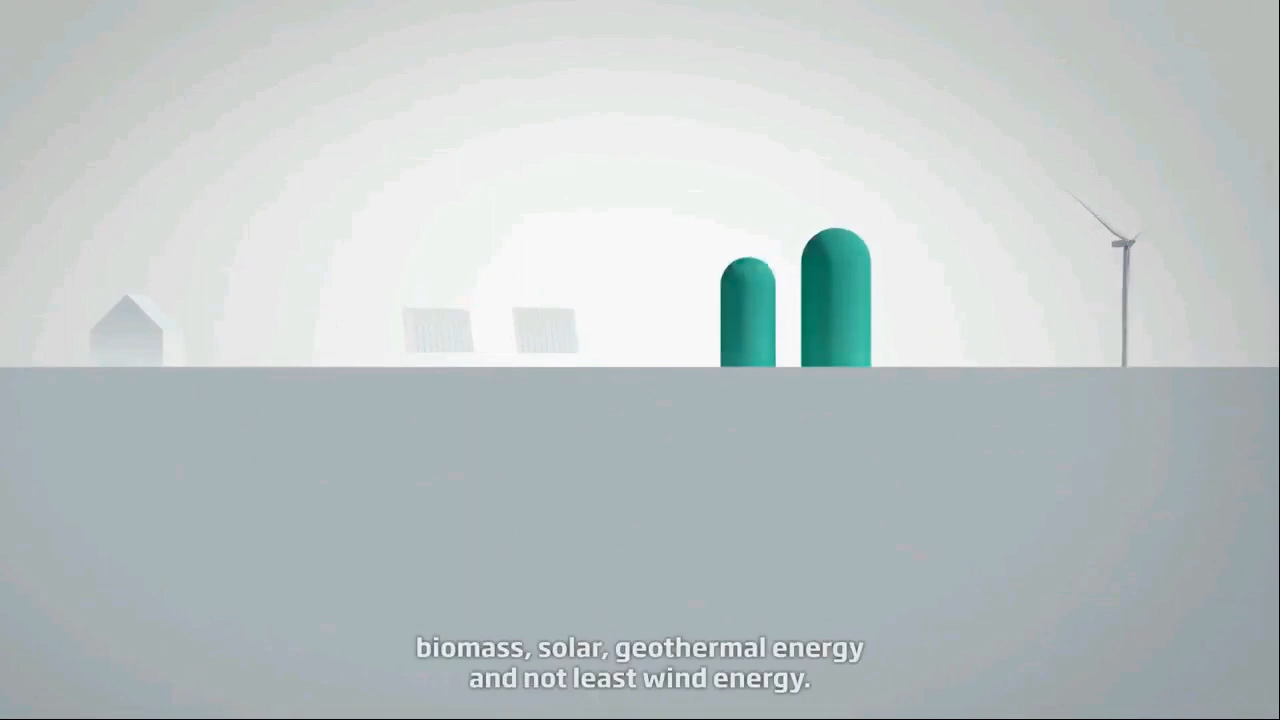 biomass, solar, geothermal energy
and not least wind energy.